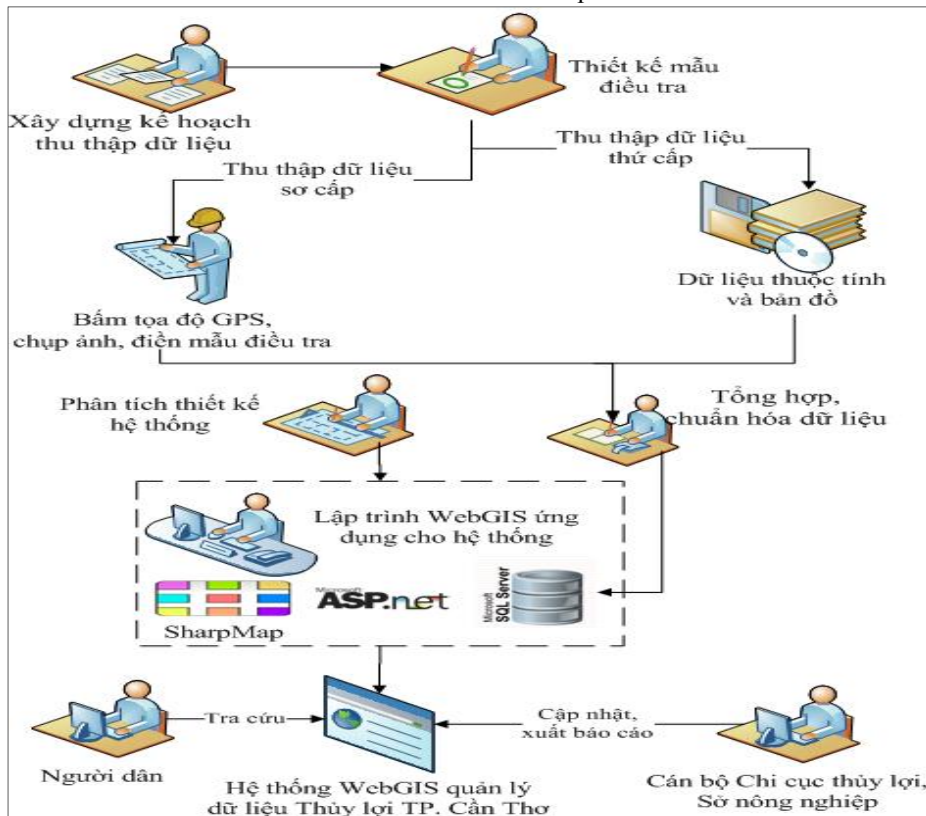 Xây dựng kế hoạch
thu thập dữ liệu
Thiết kế mẫu
điều tra
Thu thập dữ liệu
sơ cấp
Thu thập dữ liệu
thứ cấp
Bấm tọa độ GPS,
chụp ảnh, điền mẫu điều tra
Dữ liệu thuộc tính
và bản đồ
Phân tích thiết kế
hệ thống
Tổng hợp,
chuẩn hóa dữ liệu
Lập trình WebGIS ứng
dụng cho hệ thống
SharpMap
Microsoft
ASP.net
Microsoft
SQL Server
Tra cứu
Cập nhật,
xuất báo cáo
Người dân
Hệ thống WebGIS quản lý
dữ liệu Thủy lợi TP. Cần Thơ
Cán bộ Chi cục thủy lợi,
Sở nông nghiệp